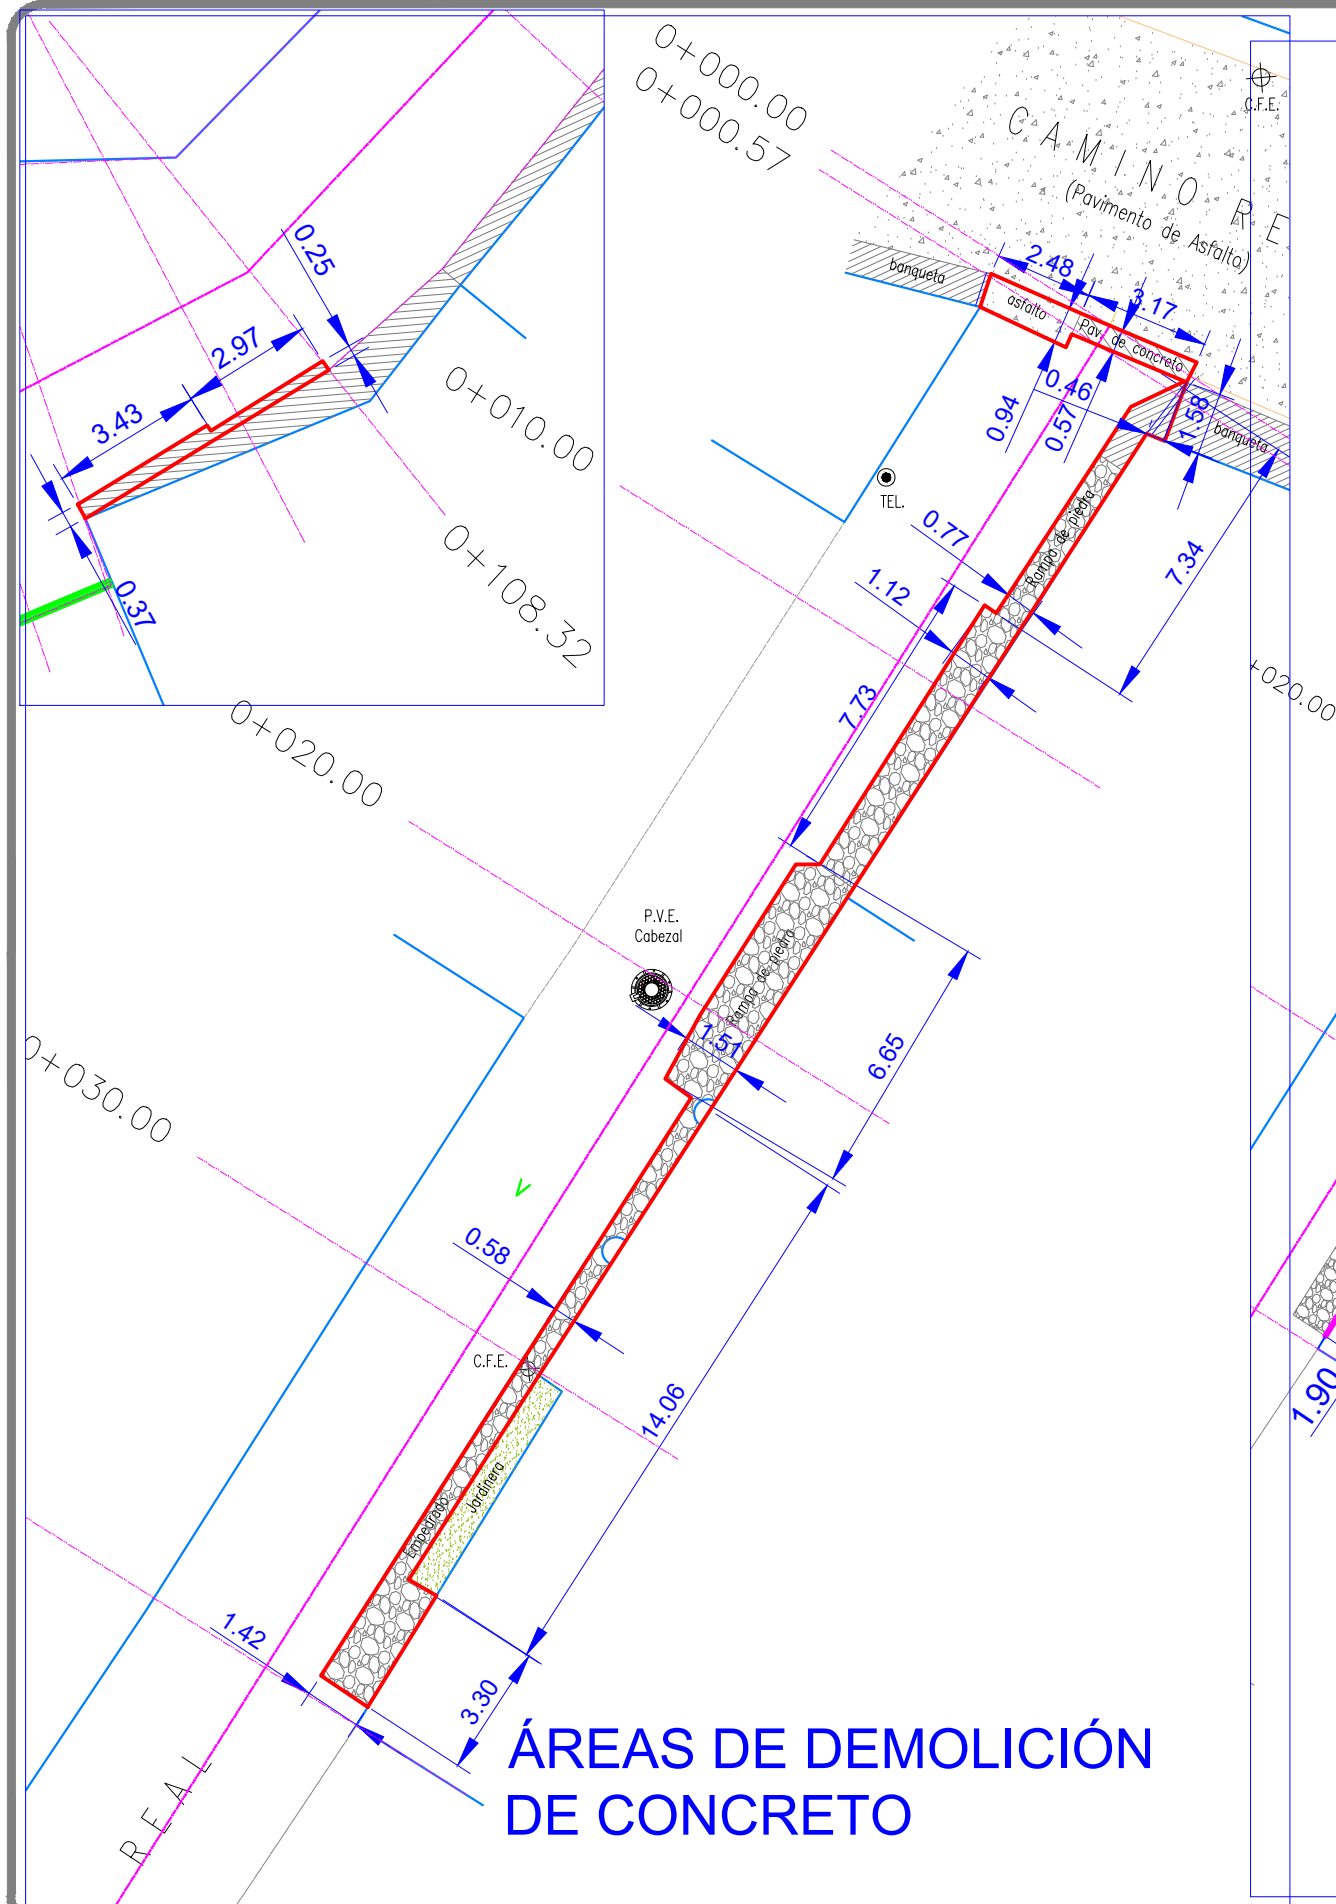 0+000.00
0+000.57
C.F.E.
CAMINO RE
(Pavimento de Asfalto)
banqueta
asfalto
Pav. de concreto
banqueta
2.48
3.17
0.46
0.94
0.57
1.58
7.34
0.25
2.97
3.43
0.37
0+010.00
0+108.32
TEL.
0.77
1.12
Rampa de piedra
7.73
0+020.00
+020.00
P.V.E.
Cabezal
Rampa de piedra
1.51
6.65
0+030.00
V
0.58
C.F.E.
14.06
1.90
Jardinera
Empedrado
1.42
3.30
REAL
ÁREAS DE DEMOLICIÓN
DE CONCRETO